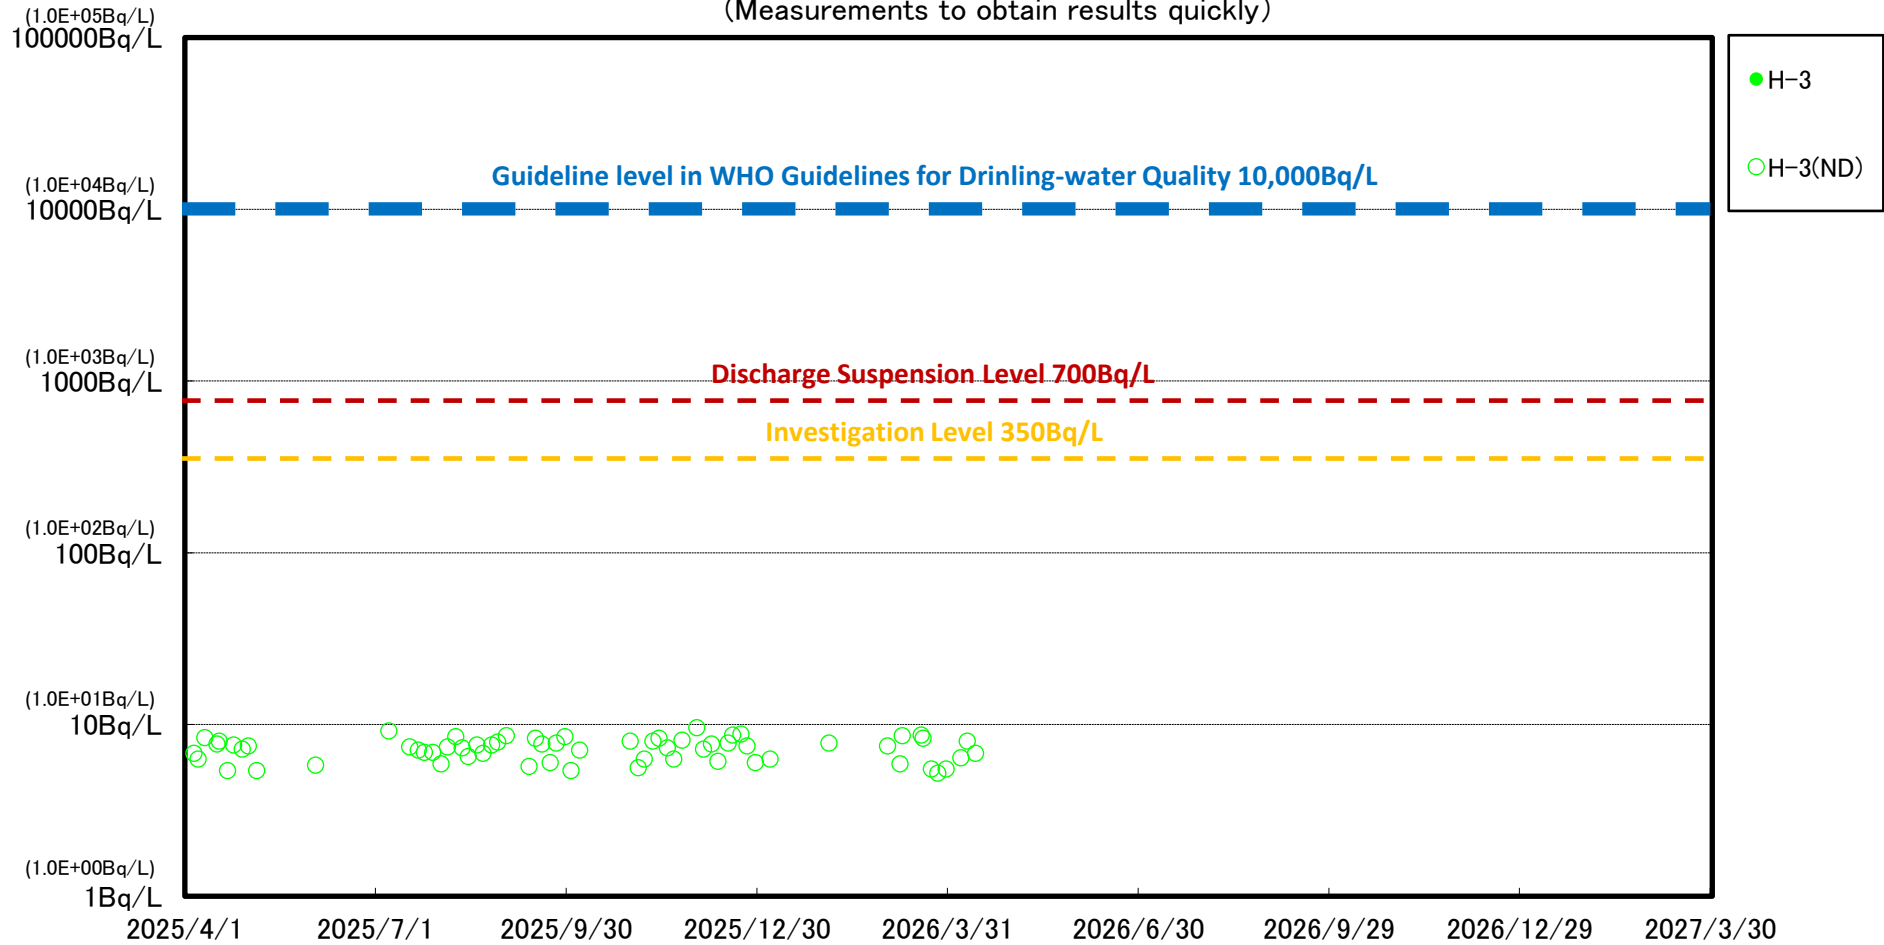 (Measurements to obtain results quickly)
(1.0E+05Bq/L)
100000Bq/L
H-3
H-3(ND)
Guideline level in WHO Guidelines for Drinling-water Quality 10,000Bq/L
(1.0E+04Bq/L)
10000Bq/L
(1.0E+03Bq/L)
1000Bq/L
Discharge Suspension Level 700Bq/L
Investigation Level 350Bq/L
(1.0E+02Bq/L)
100Bq/L
(1.0E+01Bq/L)
10Bq/L
(1.0E+00Bq/L)
1Bq/L
2025/4/1 2025/7/1 2025/9/30 2025/12/30 2026/3/31 2026/6/30 2026/9/29 2026/12/29 2027/3/30